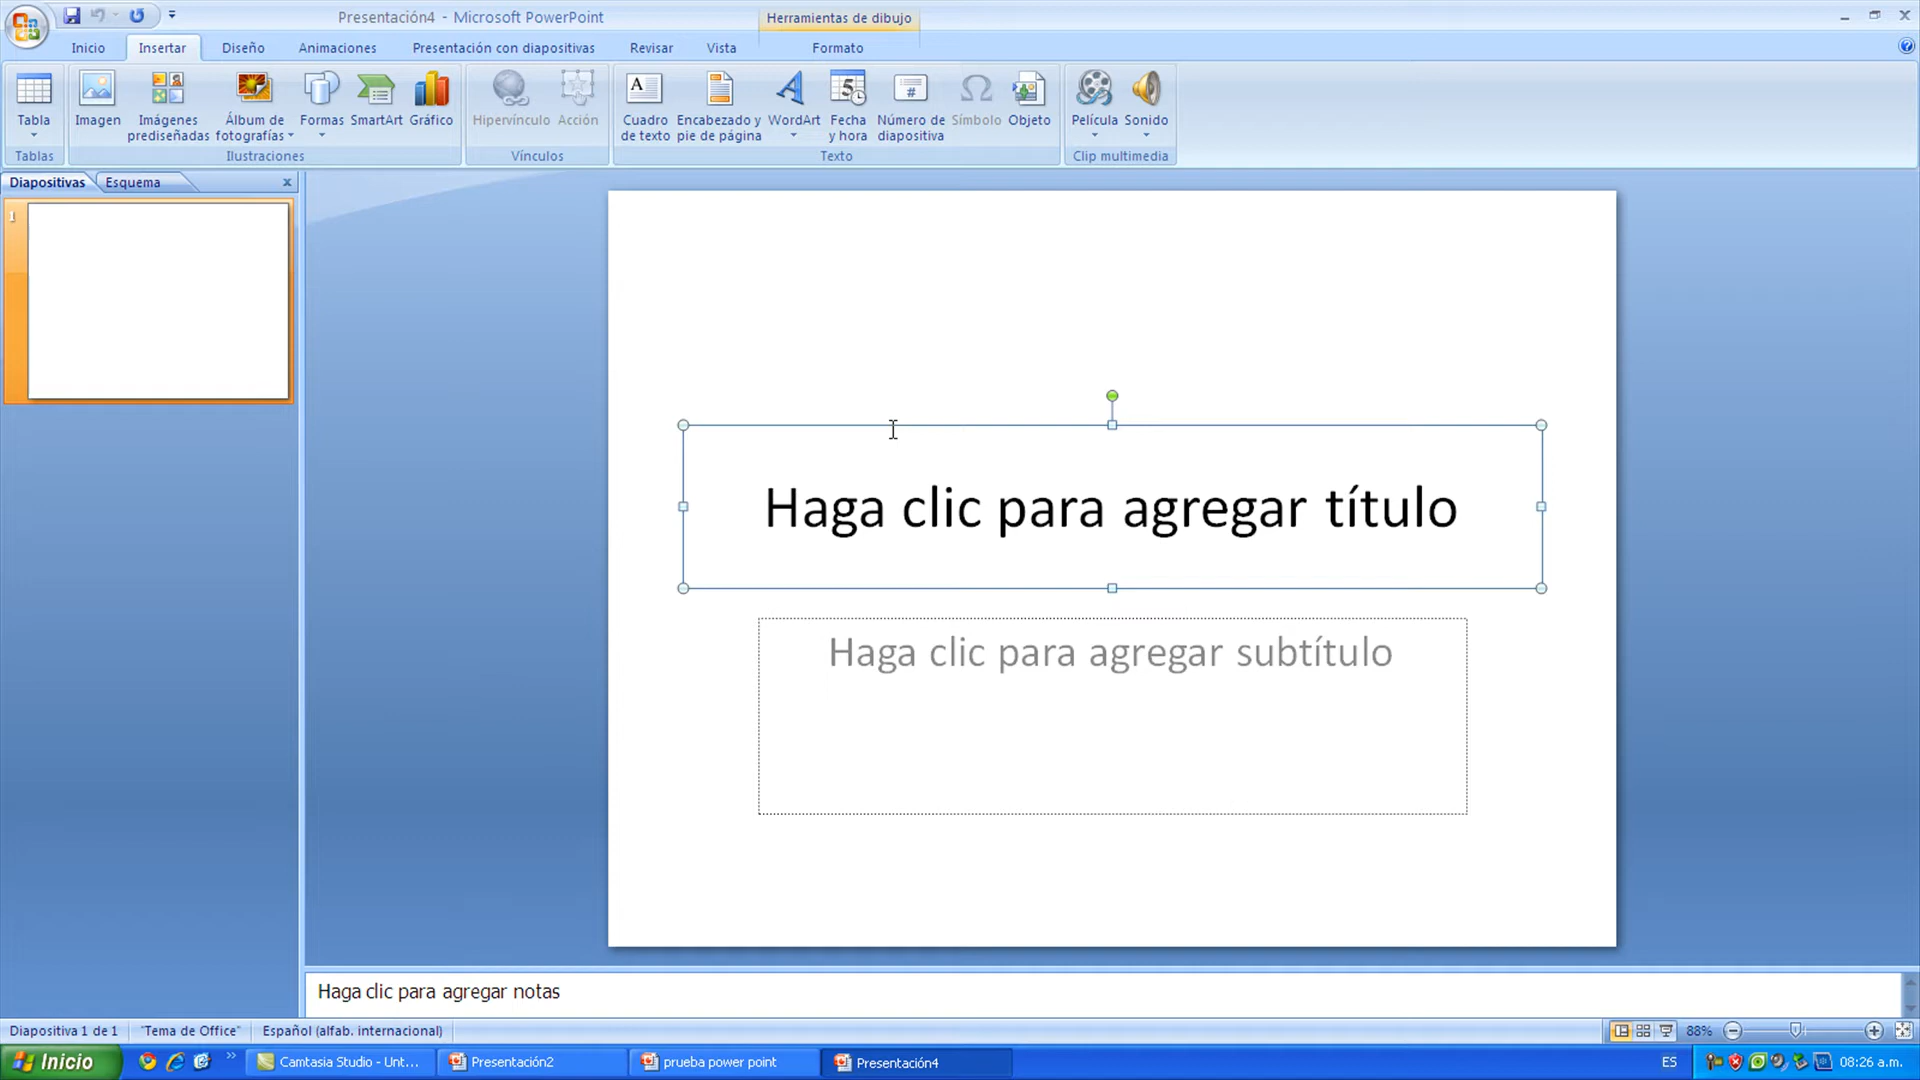 Presentación4 - Microsoft PowerPoint
Herramientas de dibujo
Inicio Insertar Diseño Animaciones Presentación con diapositivas Revisar Vista Formato
Tabla
Imagen
Imágenes prediseñadas
Álbum de fotografías
Formas
SmartArt
Gráfico
Hipervínculo
Acción
Cuadro de texto
Encabezado y pie de página
WordArt
Fecha y hora
Número de diapositiva
Símbolo
Objeto
Película
Sonido
Tablas Ilustraciones Vínculos Texto Clip multimedia
Diapositivas Esquema
1
Haga clic para agregar título
Haga clic para agregar subtítulo
Haga clic para agregar notas
Diapositiva 1 de 1 "Tema de Office" Español (alfab. internacional) 88%
Inicio Camtasia Studio - Unt... Presentación2 prueba power point Presentación4 ES 08:26 a.m.